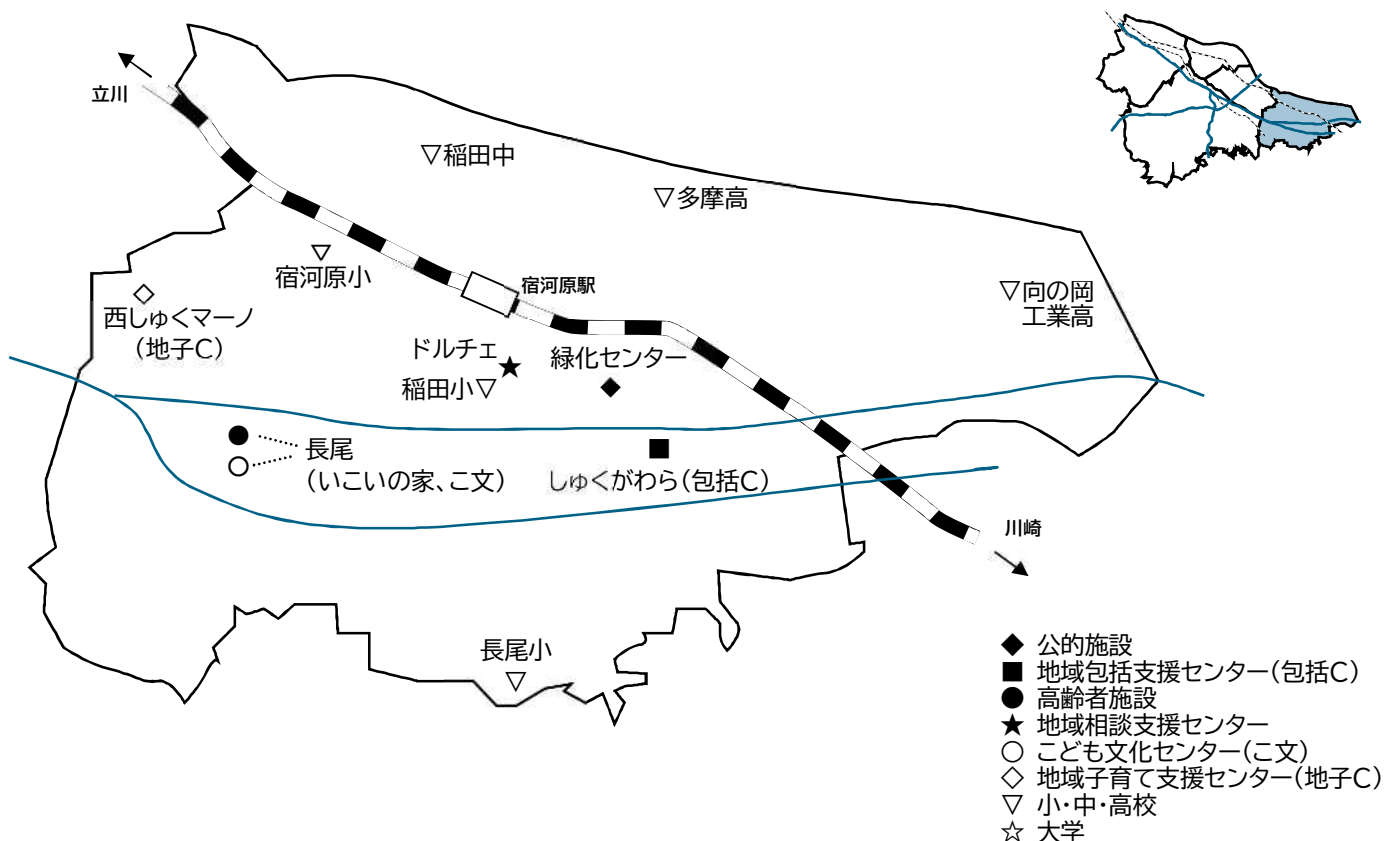 立川
▽稲田中
▽多摩高
▽
宿河原小
宿河原駅
▽向の岡
工業高
◇
西しゅくマーノ
(地子C)
ドルチェ
★
稲田小▽
緑化センター
◆
●
○
長尾
(いこいの家、こ文)
■
しゅくがわら(包括C)
川崎
長尾小
▽
◆ 公的施設
■ 地域包括支援センター(包括C)
● 高齢者施設
★ 地域相談支援センター
○ こども文化センター(こ文)
◇ 地域子育て支援センター(地子C)
▽ 小・中・高校
☆ 大学